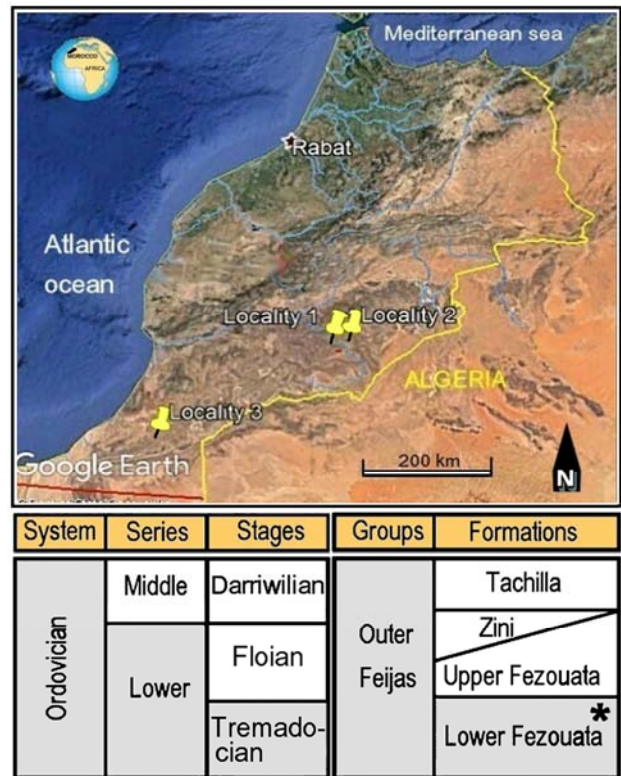 Mediterranean sea
MOROCCO
AFRICA
Rabat
Atlantic
ocean
Locality 1
Locality 2
ALGERIA
Locality 3
Google Earth
200 km
N
System
Series
Stages
Groups
Formations
Ordovician
Middle
Darriwilian
Lower
Floian
Tremado-
cian
Outer
Feijas
Tachilla
Zini
Upper Fezouata
Lower Fezouata *